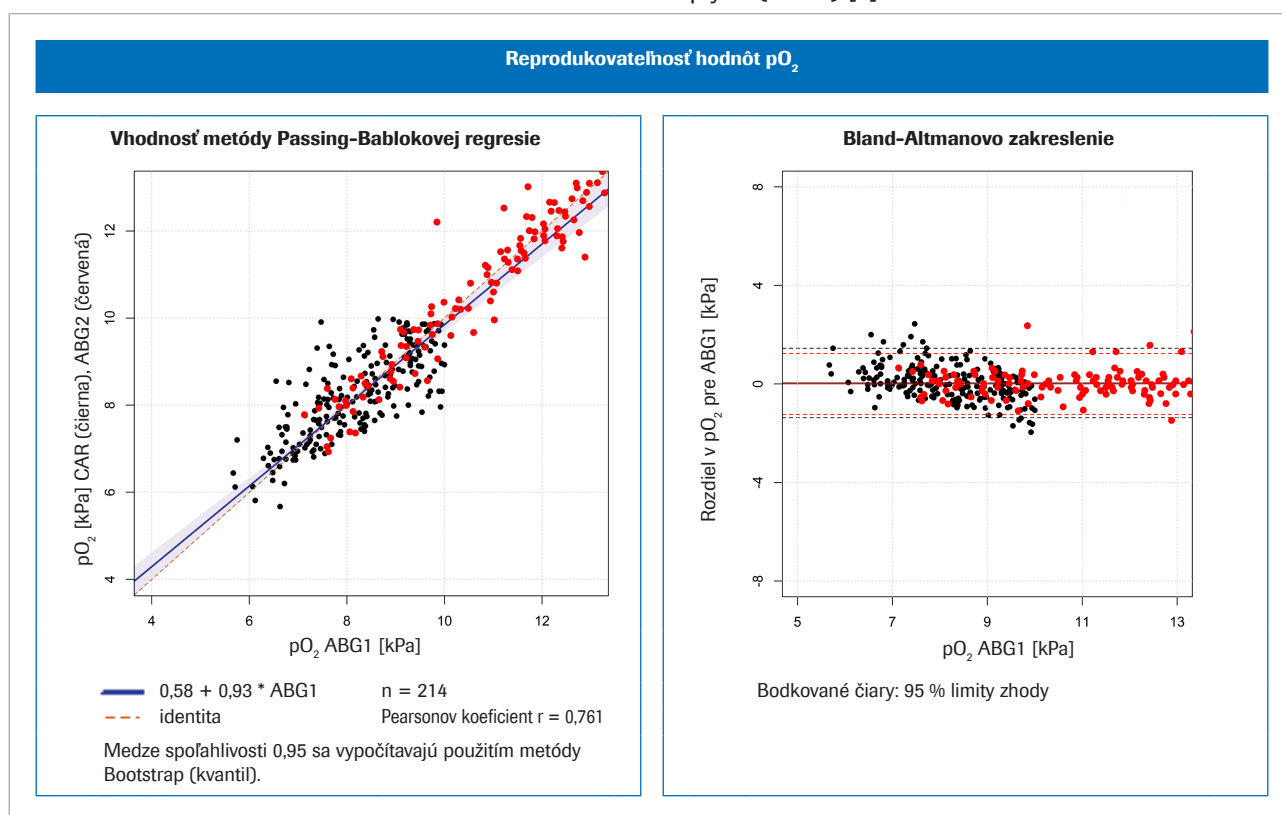 Reprodukovateľnosť hodnôt pO₂
Vhodnosť metódy Passing-Bablokovej regresie
pO₂ [kPa] CAR (čierna), ABG2 (červená)
12
10
8
6
4
4 6 8 10 12
pO₂ ABG1 [kPa]
0,58 + 0,93 * ABG1 n = 214
identita Pearsonov koeficient r = 0,761
Medze spoľahlivosti 0,95 sa vypočítavajú použitím metódy
Bootstrap (kvantil).
Bland-Altmanovo zakreslenie
Rozdiel v pO₂ pre ABG1 [kPa]
8
4
0
-4
-8
5 7 9 11 13
pO₂ ABG1 [kPa]
Bodkované čiary: 95 % limity zhody